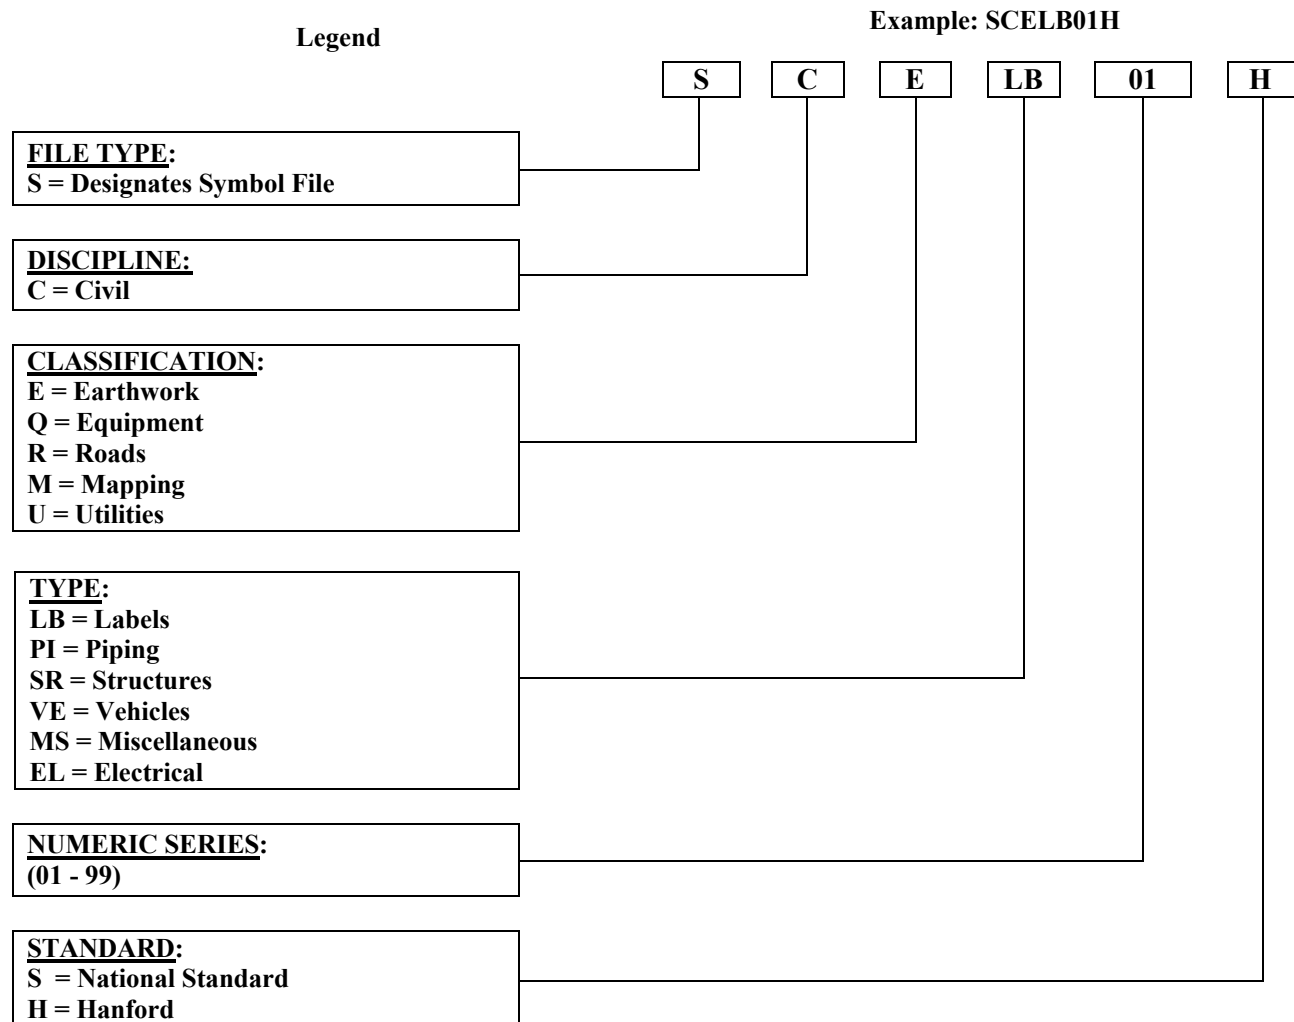 Legend
Example: SCELB01H
S C E LB 01 H
FILE TYPE:
S = Designates Symbol File
DISCIPLINE:
C = Civil
CLASSIFICATION:
E = Earthwork
Q = Equipment
R = Roads
M = Mapping
U = Utilities
TYPE:
LB = Labels
PI = Piping
SR = Structures
VE = Vehicles
MS = Miscellaneous
EL = Electrical
NUMERIC SERIES:
(01 - 99)
STANDARD:
S = National Standard
H = Hanford